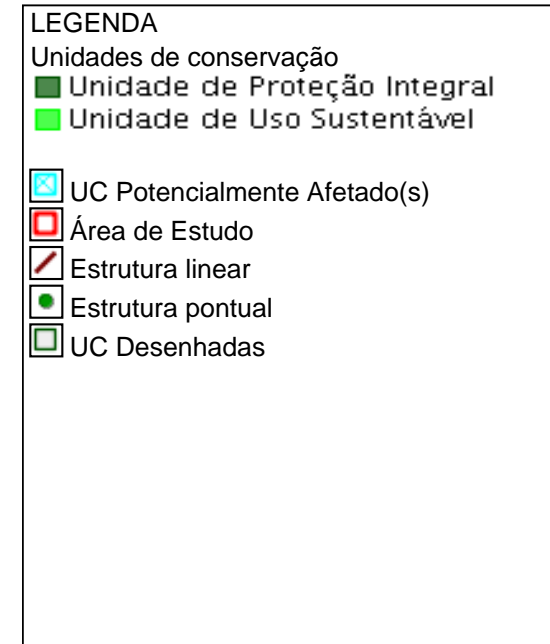 LEGENDA
Unidades de conservação
Unidade de Proteção Integral
Unidade de Uso Sustentável
UC Potencialmente Afetado(s)
Área de Estudo
Estrutura linear
Estrutura pontual
UC Desenhadas